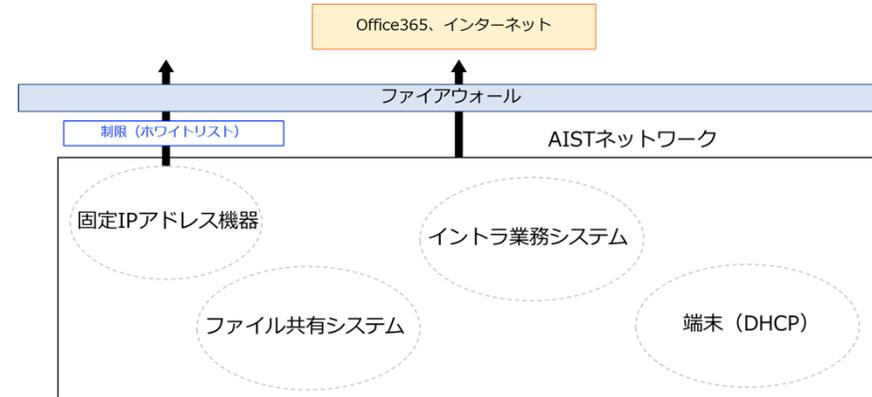 Office365、インターネット
ファイアウォール
制限（ホワイトリスト）
AISTネットワーク
固定IPアドレス機器
イントラ業務システム
ファイル共有システム
端末（DHCP）